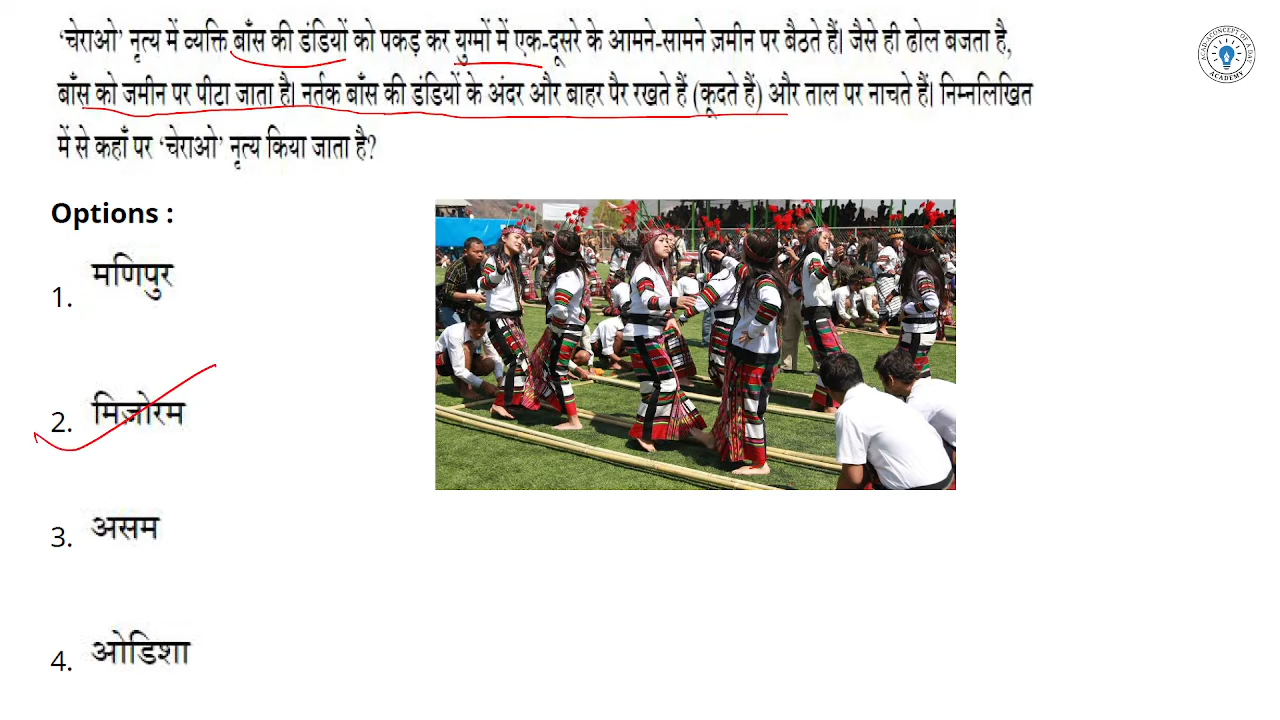 ‘चेराओ’ नृत्य में व्यक्ति बाँस की डंडियों को पकड़ कर युग्मों में एक-दूसरे के आमने-सामने ज़मीन पर बैठते हैं। जैसे ही ढोल बजता है,
बाँस को जमीन पर पीटा जाता है। नर्तक बाँस की डंडियों के अंदर और बाहर पैर रखते हैं (कूदते हैं) और ताल पर नाचते हैं। निम्नलिखित
में से कहाँ पर ‘चेराओ’ नृत्य किया जाता है?
Options :
1. मणिपुर
2. मिज़ोरम
3. असम
4. ओडिशा
ACADEMY